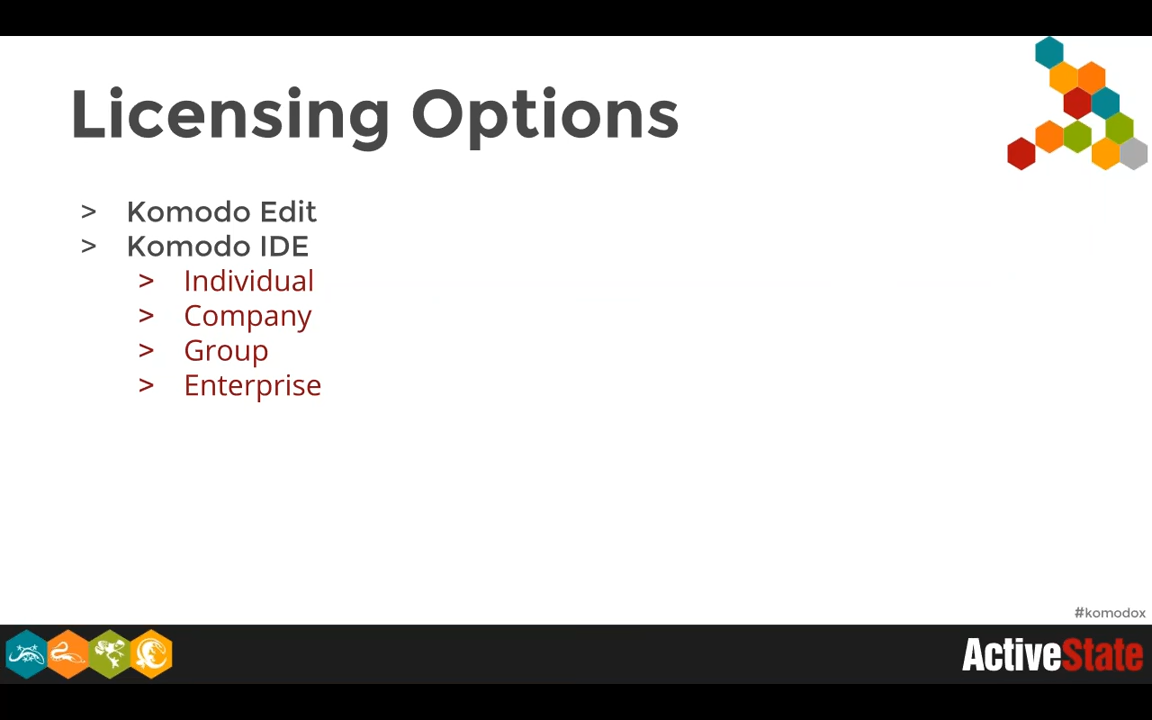 Licensing Options
> Komodo Edit
> Komodo IDE
> Individual
> Company
> Group
> Enterprise
#komodox
ActiveState